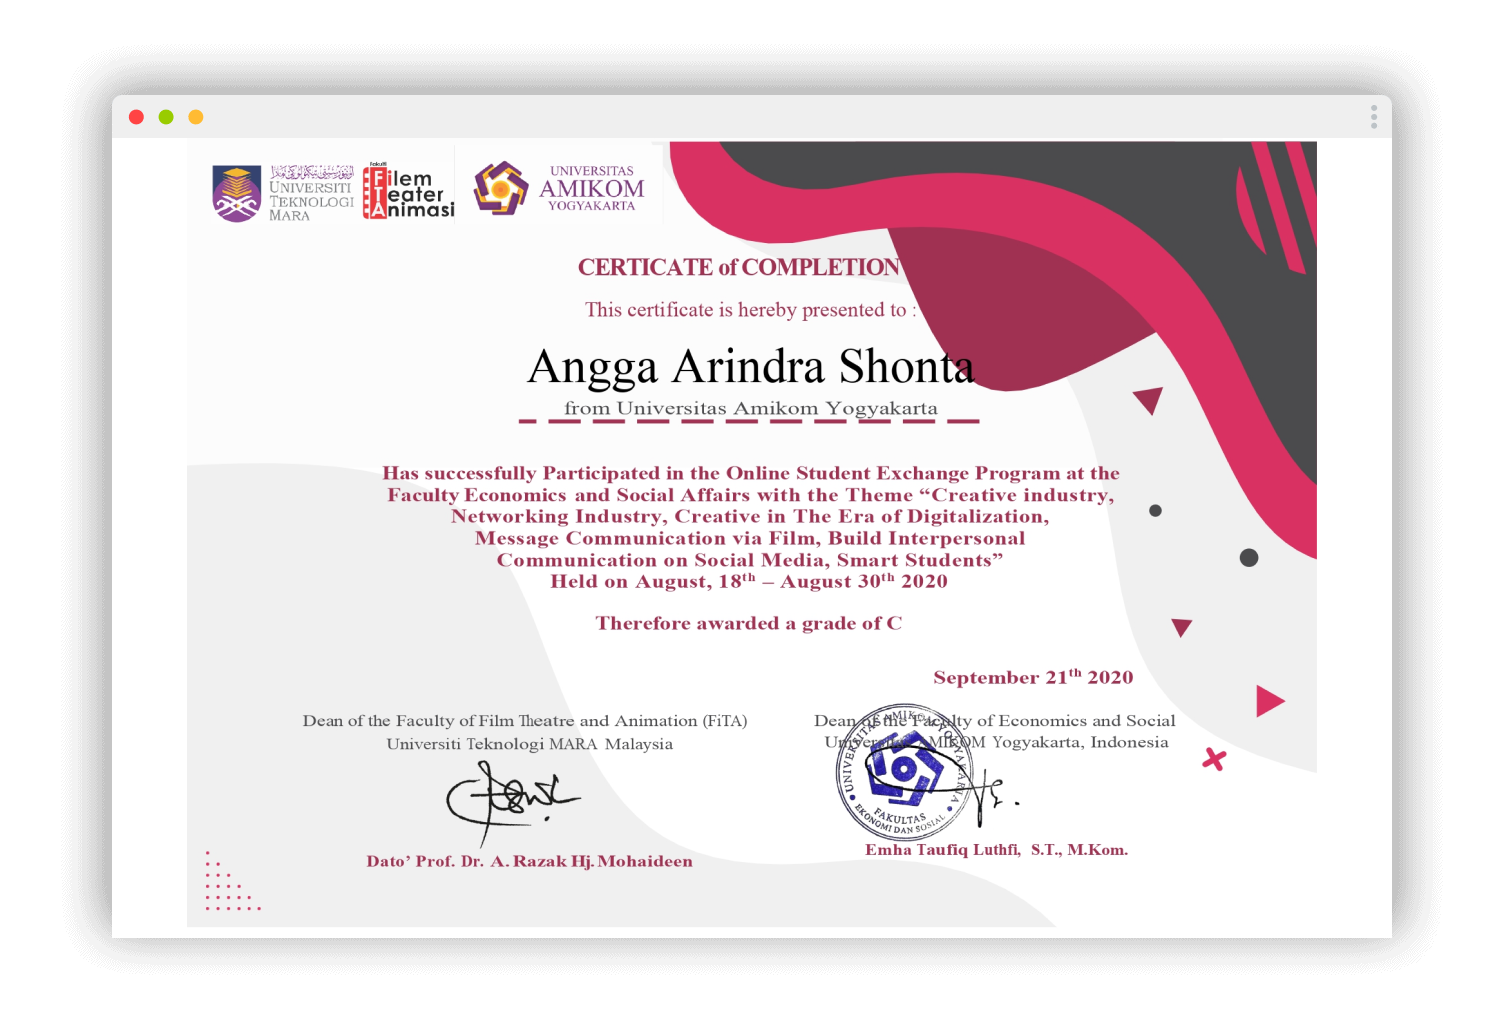 UNIVERSITI
TEKNOLOGI
MARA
Fakulti
Filem
Teater
Animasi
UNIVERSITAS
AMIKOM
YOGYAKARTA
CERTICATE of COMPLETION
This certificate is hereby presented to :
Angga Arindra Shonta
from Universitas Amikom Yogyakarta
Has successfully Participated in the Online Student Exchange Program at the
Faculty Economics and Social Affairs with the Theme “Creative industry,
Networking Industry, Creative in The Era of Digitalization,
Message Communication via Film, Build Interpersonal
Communication on Social Media, Smart Students”
Held on August, 18th – August 30th 2020
Therefore awarded a grade of C
September 21th 2020
Dean of the Faculty of Film Theatre and Animation (FiTA)
Universiti Teknologi MARA Malaysia
Dato’ Prof. Dr. A. Razak Hj. Mohaideen
Dean of the Faculty of Economics and Social
Universitas AMIKOM Yogyakarta, Indonesia
UNIVERSITAS AMIKOM YOGYAKARTA
FAKULTAS
EKONOMI DAN SOSIAL
Emha Taufiq Luthfi, S.T., M.Kom.